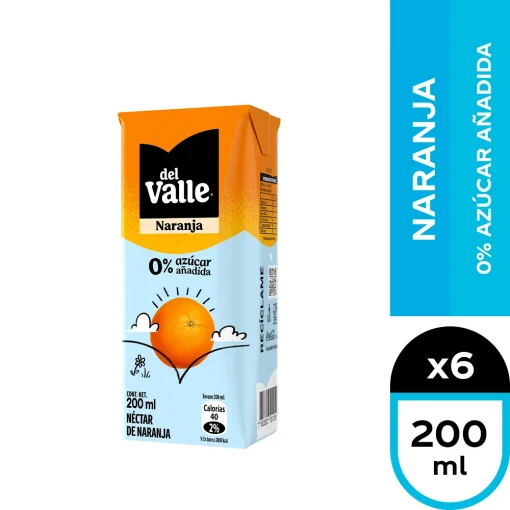 del
Valle®
Naranja
0% azúcar
añadida
RECÍCLAME
CONT. NET.
200 ml
NÉCTAR
DE NARANJA
Envase 200 ml:
Calorías
40
2%
NARANJA
0% AZÚCAR AÑADIDA
x6
200
ml